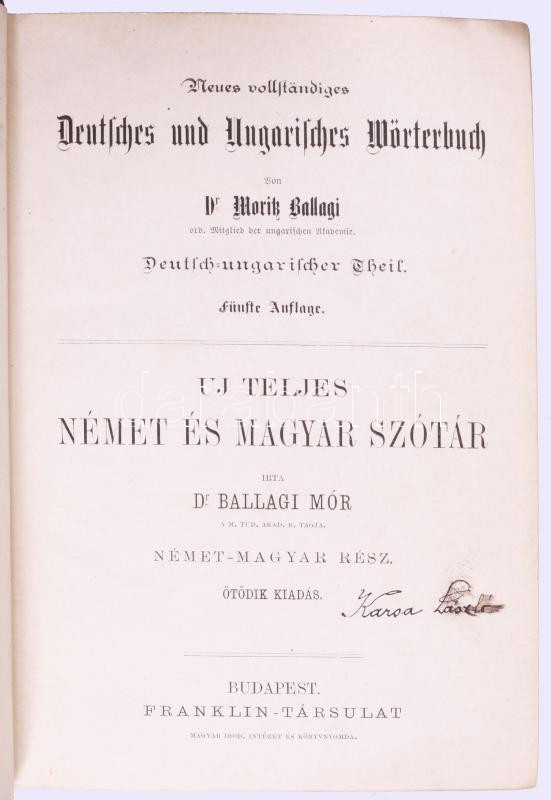 Neues vollständiges
Deutsches und Ungarisches Wörterbuch
Von
Dr Moritz Ballagi
ord. Mitglied der ungarischen Akademie.
Deutsch-ungarischer Theil.
Fünfte Auflage.
UJ TELJES
NÉMET ÉS MAGYAR SZÓTÁR
IRTA
Dr BALLAGI MÓR
A M. TUD. AKAD. R. TAGJA.
NÉMET-MAGYAR RÉSZ.
ÖTÖDIK KIADÁS.
Karsa László
BUDAPEST.
FRANKLIN-TÁRSULAT
MAGYAR IROD. INTÉZET ÉS KÖNYVNYOMDA.
darabanth